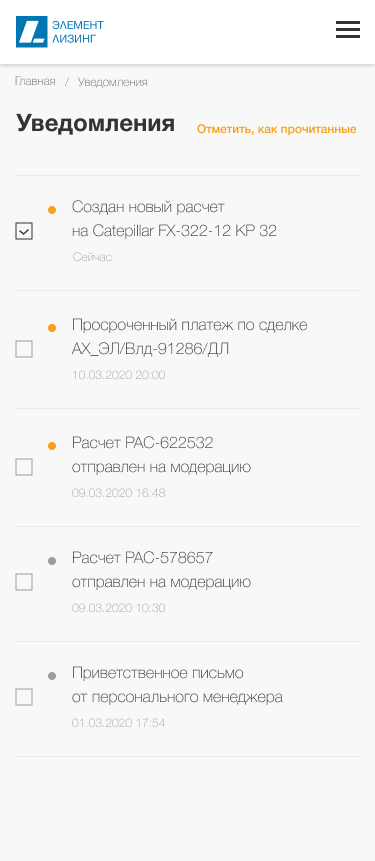 ЭЛЕМЕНТ
ЛИЗИНГ
Главная / Уведомления
Уведомления
Отметить, как прочитанные
Создан новый расчет
на Catepillar FX-322-12 КР 32
Сейчас
Просроченный платеж по сделке
АХ_ЭЛ/Влд-91286/ДЛ
10.03.2020 20:00
Расчет РАС-622532
отправлен на модерацию
09.03.2020 16:48
Расчет РАС-578657
отправлен на модерацию
09.03.2020 10:30
Приветственное письмо
от персонального менеджера
01.03.2020 17:54